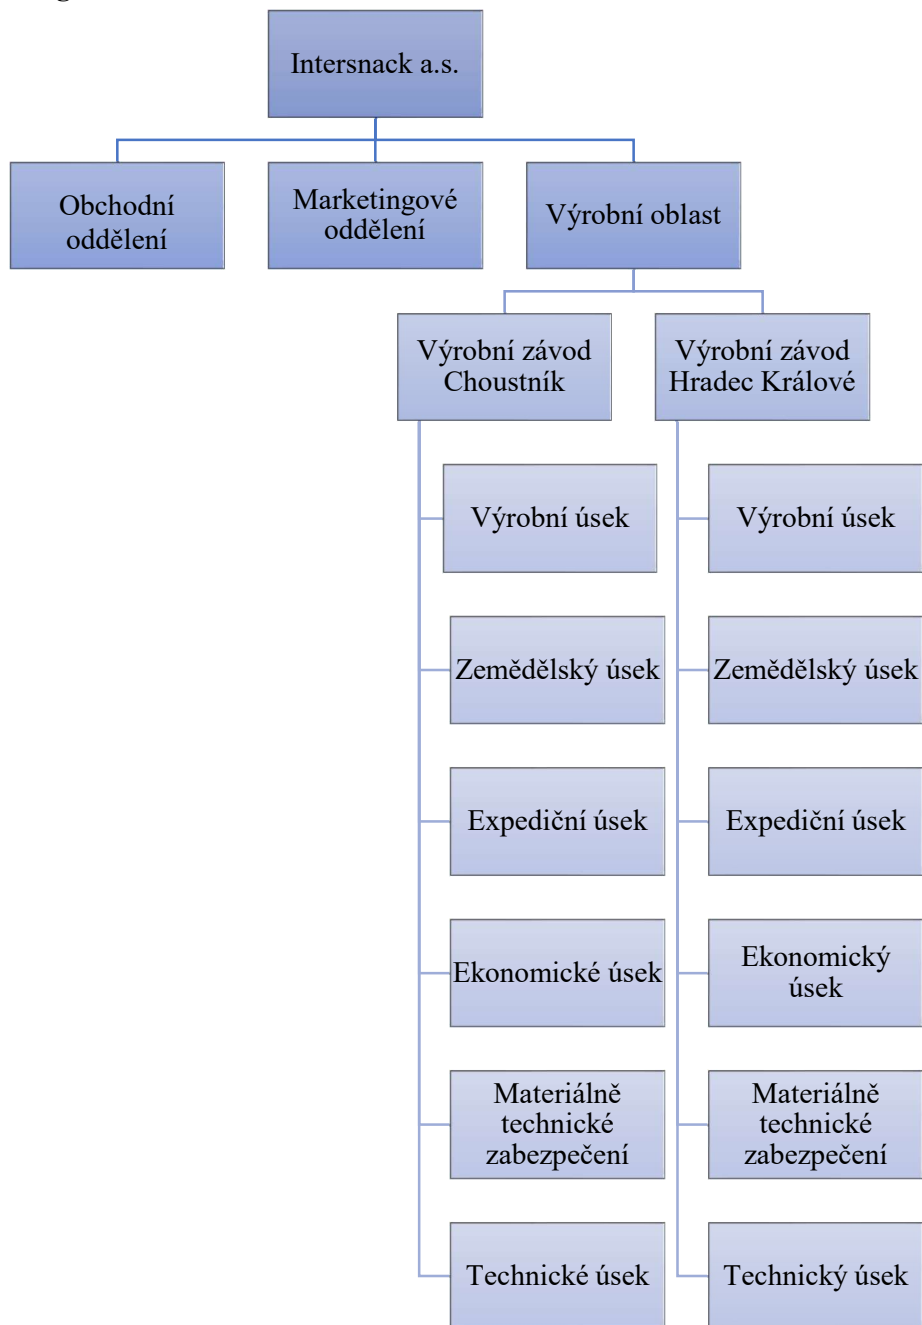 Intersnack a.s.
Obchodní
oddělení
Marketingové
oddělení
Výrobní oblast
Výrobní závod
Choustník
Výrobní závod
Hradec Králové
Výrobní úsek
Výrobní úsek
Zemědělský úsek
Zemědělský úsek
Expediční úsek
Expediční úsek
Ekonomické úsek
Ekonomický
úsek
Materiálně
technické
zabezpečení
Materiálně
technické
zabezpečení
Technické úsek
Technický úsek